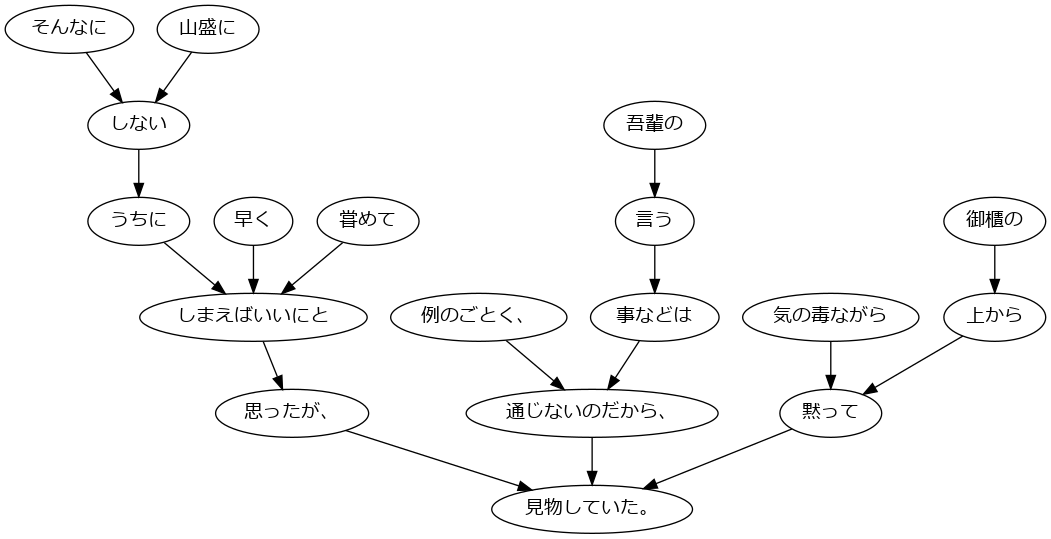 そんなに
山盛に
しない
吾輩の
うちに
早く
甞めて
言う
御櫃の
しまえばいいにと
例のごとく、
事などは
気の毒ながら
上から
思ったが、
通じないのだから、
黙って
見物していた。